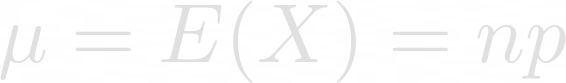 μ = E(X) = np